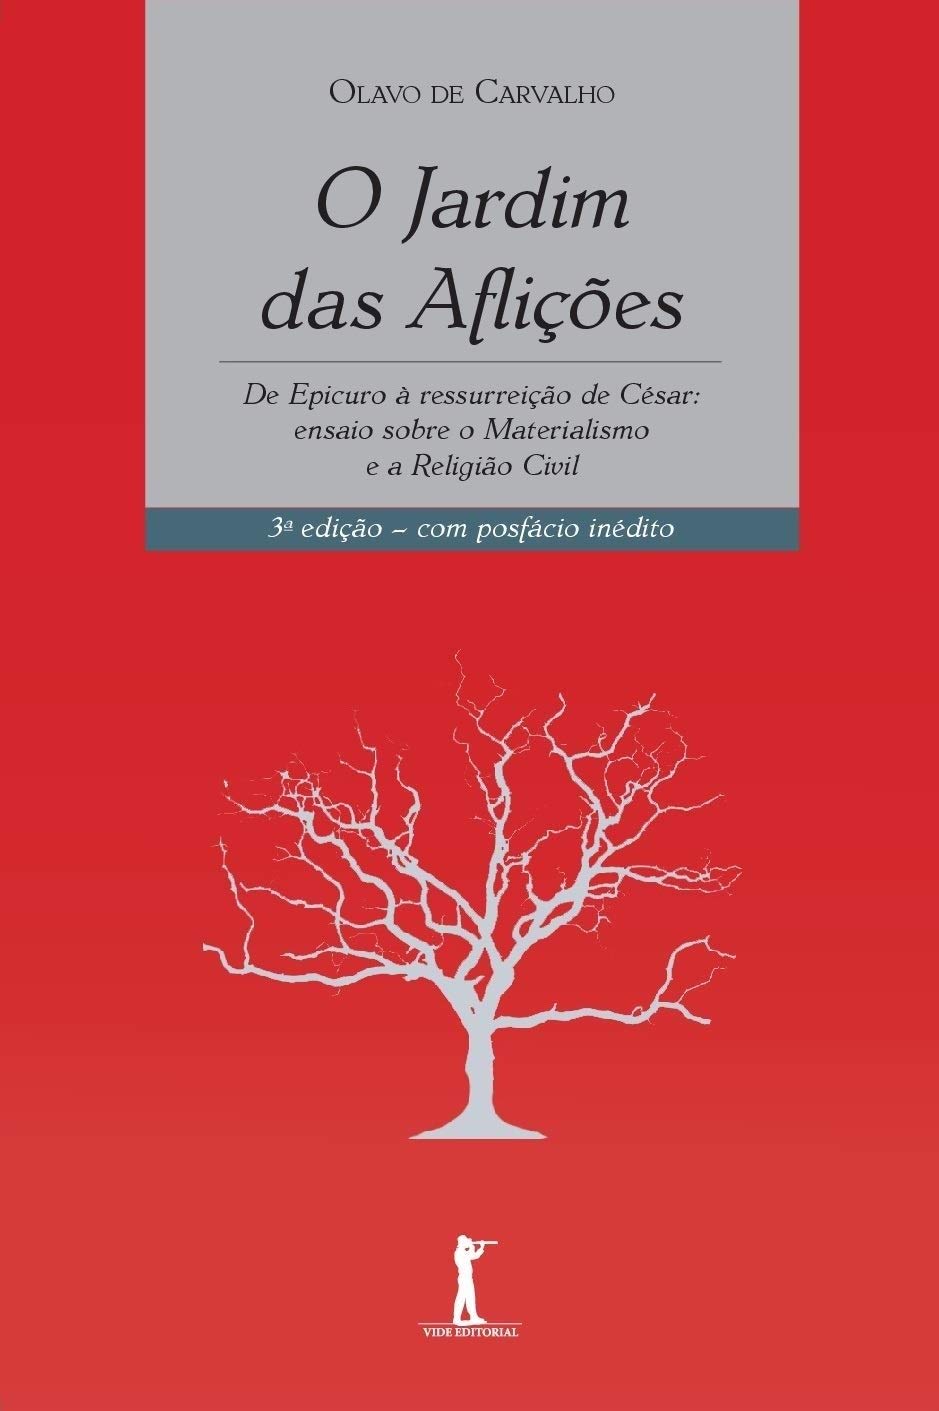 Olavo de Carvalho
O Jardim
das Aflições
De Epicuro à ressurreição de César:
ensaio sobre o Materialismo
e a Religião Civil
3ª edição – com posfácio inédito
VIDE EDITORIAL